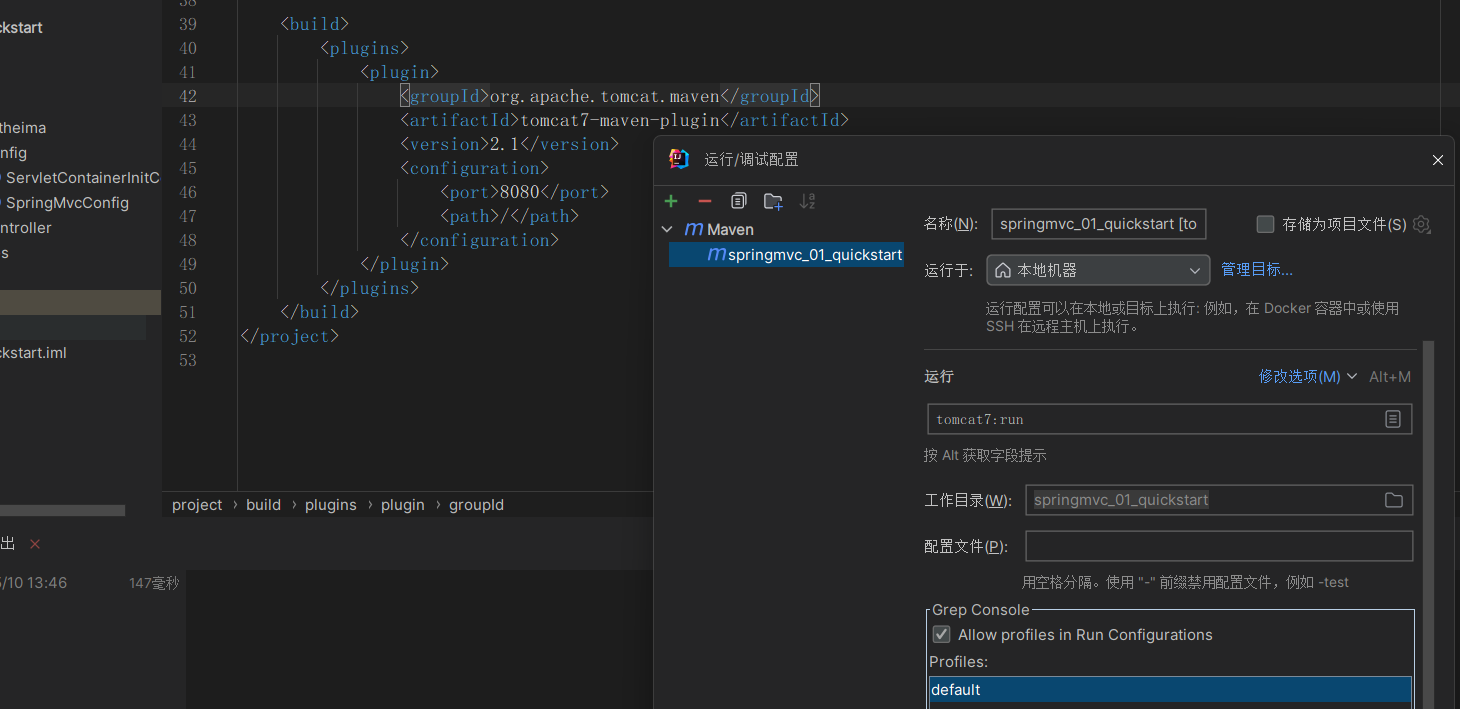 38
ckstart
39 <build>
40 <plugins>
41 <plugin>
42 <groupId>org.apache.tomcat.maven</groupId>
43 <artifactId>tomcat7-maven-plugin</artifactId>
44 <version>2.1</version>
45 <configuration>
46 <port>8080</port>
47 <path>/</path>
48 </configuration>
49 </plugin>
50 </plugins>
51 </build>
52 </project>
53
theima
nfig
ServletContainerInitC
SpringMvcConfig
ntroller
s
ckstart.iml
project › build › plugins › plugin › groupId
出
5/10 13:46 147毫秒
运行/调试配置
Maven
springmvc_01_quickstart
名称(N): springmvc_01_quickstart [to 存储为项目文件(S)
运行于: 本地机器 管理目标...
运行配置可以在本地或目标上执行: 例如，在 Docker 容器中或使用
SSH 在远程主机上执行。
运行 修改选项(M) Alt+M
tomcat7:run
按 Alt 获取字段提示
工作目录(W): springmvc_01_quickstart
配置文件(P):
用空格分隔。使用 "-" 前缀禁用配置文件，例如 -test
Grep Console
Allow profiles in Run Configurations
Profiles:
default